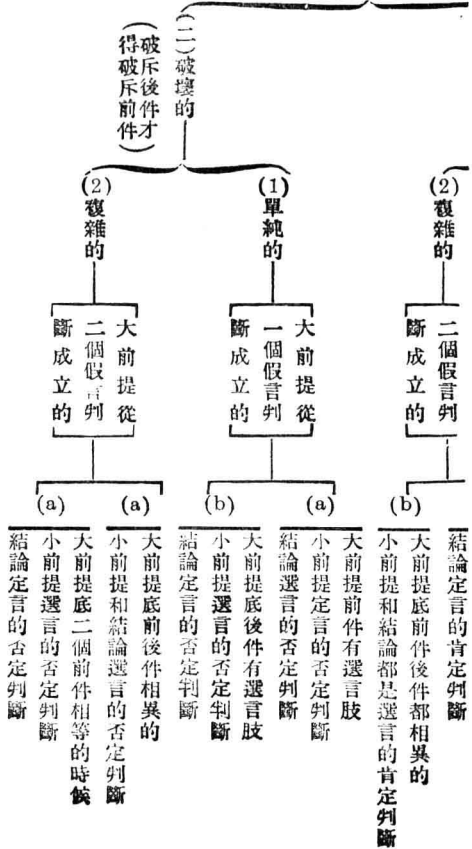 (2)複雜的
二個假言判
斷成立的
結論定言的肯定判斷
(b)
大前提底前件後件都相異的
小前提和結論都是選言的肯定判斷
(二)破壞的
(破斥後件才
得破斥前件)
(1)單純的
大前提從
一個假言判
斷成立的
(a)
大前提前件有選言肢
小前提定言的否定判斷
結論選言的否定判斷
(b)
大前提底後件有選言肢
小前提選言的否定判斷
結論定言的否定判斷
(2)複雜的
大前提從
二個假言判
斷成立的
(a)
大前提底前後件相異的
小前提和結論選言的否定判斷
(a)
大前提底二個前件相等的時候
小前提選言的否定判斷
結論定言的否定判斷